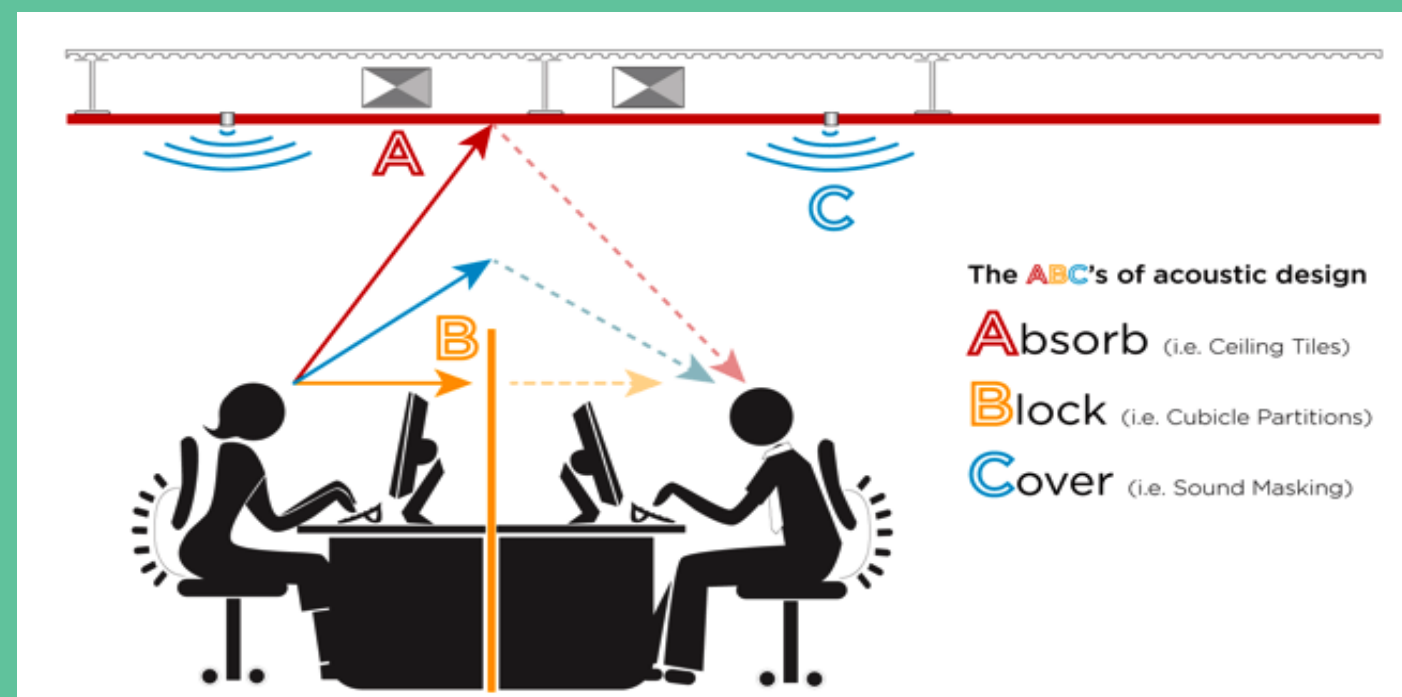 A
C
B
The ABC's of acoustic design
Absorb (i.e. Ceiling Tiles)
Block (i.e. Cubicle Partitions)
Cover (i.e. Sound Masking)